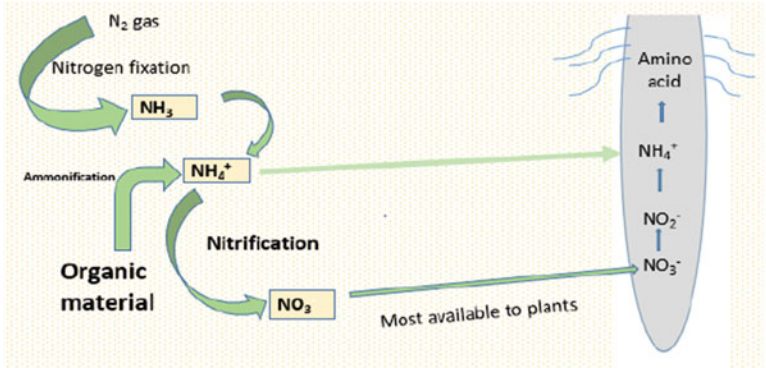 N₂ gas
Nitrogen fixation
NH₃
NH₄⁺
Ammonification
Organic
material
Nitrification
NO₃
Most available to plants
Amino
acid
NH₄⁺
NO₂⁻
NO₃⁻